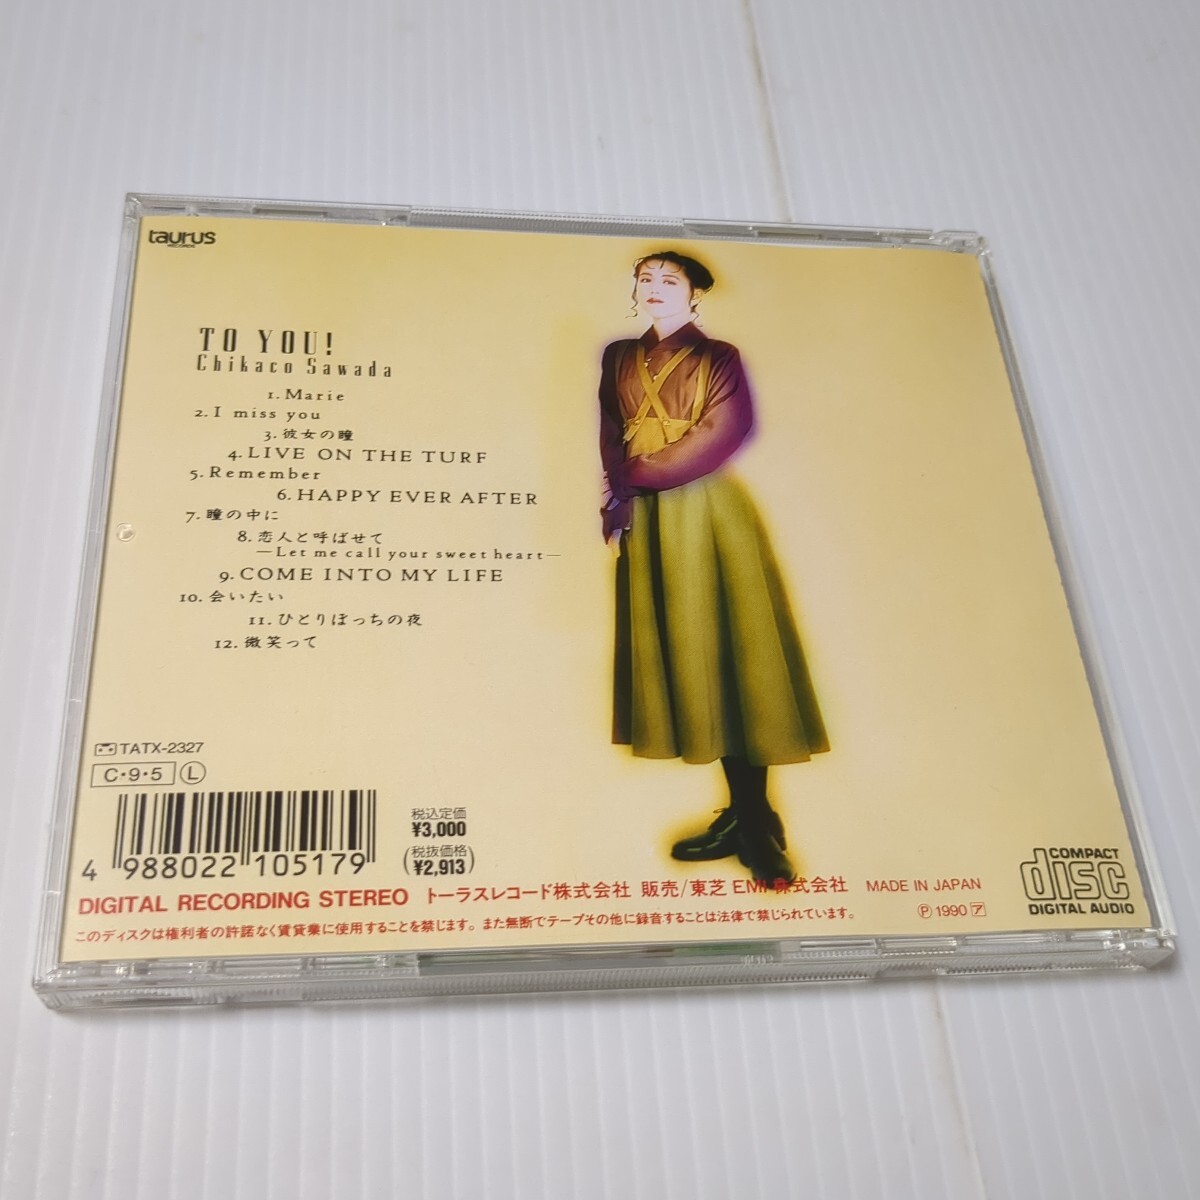 taurus
RECORDS
TO YOU!
Chikaco Sawada
1. Marie
2. I miss you
3. 彼女の瞳
4. LIVE ON THE TURF
5. Remember
6. HAPPY EVER AFTER
7. 瞳の中に
8. 恋人と呼ばせて
—Let me call your sweet heart—
9. COME INTO MY LIFE
10. 会いたい
11. ひとりぼっちの夜
12. 微笑って
TATX-2327
C・9・5 L
4 988022 105179
税込定価
¥3,000
(税抜価格
¥2,913)
DIGITAL RECORDING STEREO トーラスレコード株式会社 販売/東芝EMI株式会社 MADE IN JAPAN
Ⓟ1990 ア
このディスクは権利者の許諾なく賃貸業に使用することを禁じます。また無断でテープその他に録音することは法律で禁じられています。
COMPACT
disc
DIGITAL AUDIO